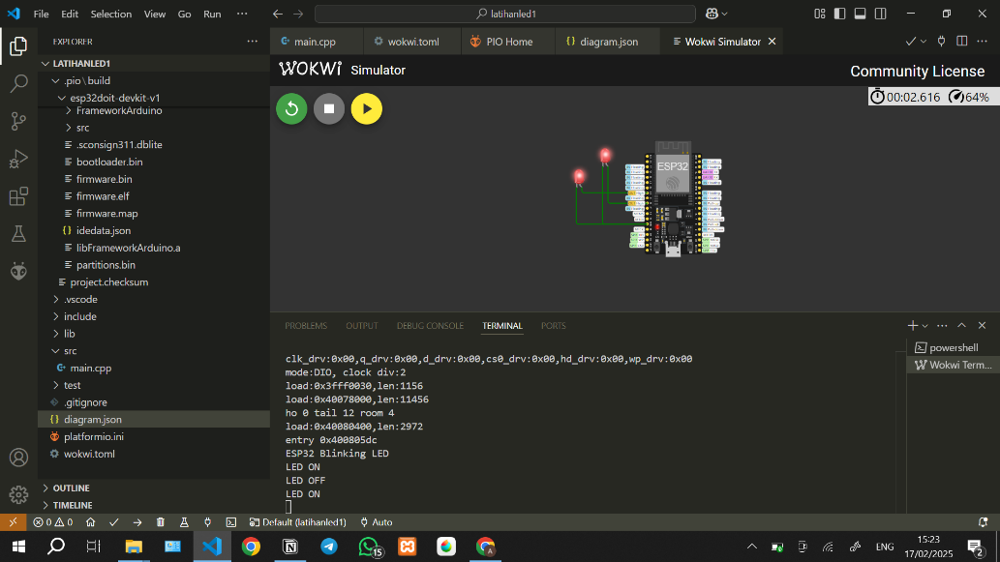 File Edit Selection View Go Run ···
latihanled1
EXPLORER
LATIHANLED1
.pio \ build
esp32doit-devkit-v1
FrameworkArduino
src
.sconsign311.dblite
bootloader.bin
firmware.bin
firmware.elf
firmware.map
idedata.json
libFrameworkArduino.a
partitions.bin
project.checksum
.vscode
include
lib
src
main.cpp
test
.gitignore
diagram.json
platformio.ini
wokwi.toml
OUTLINE
TIMELINE
main.cpp
wokwi.toml
PIO Home
diagram.json
Wokwi Simulator
WOKWI Simulator
Community License
00:02.616 64%
ESP32
PROBLEMS OUTPUT DEBUG CONSOLE TERMINAL PORTS
clk_drv:0x00,q_drv:0x00,d_drv:0x00,cs0_drv:0x00,hd_drv:0x00,wp_drv:0x00
mode:DIO, clock div:2
load:0x3fff0030,len:1156
load:0x40078000,len:11456
ho 0 tail 12 room 4
load:0x40080400,len:2972
entry 0x400805dc
ESP32 Blinking LED
LED ON
LED OFF
LED ON
powershell
Wokwi Term...
0 0 Default (latihanled1) Auto
15
A
ENG
15:23
17/02/2025
2